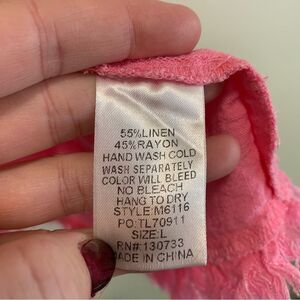 55%LINEN
45%RAYON
HAND WASH COLD
WASH SEPARATELY
COLOR WILL BLEED
NO BLEACH
HANG TO DRY
STYLE:M6116
PO:TL70911
SIZE:L
RN#:130733
MADE IN CHINA